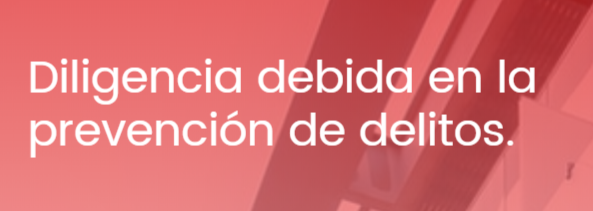 Diligencia debida en la
prevención de delitos.